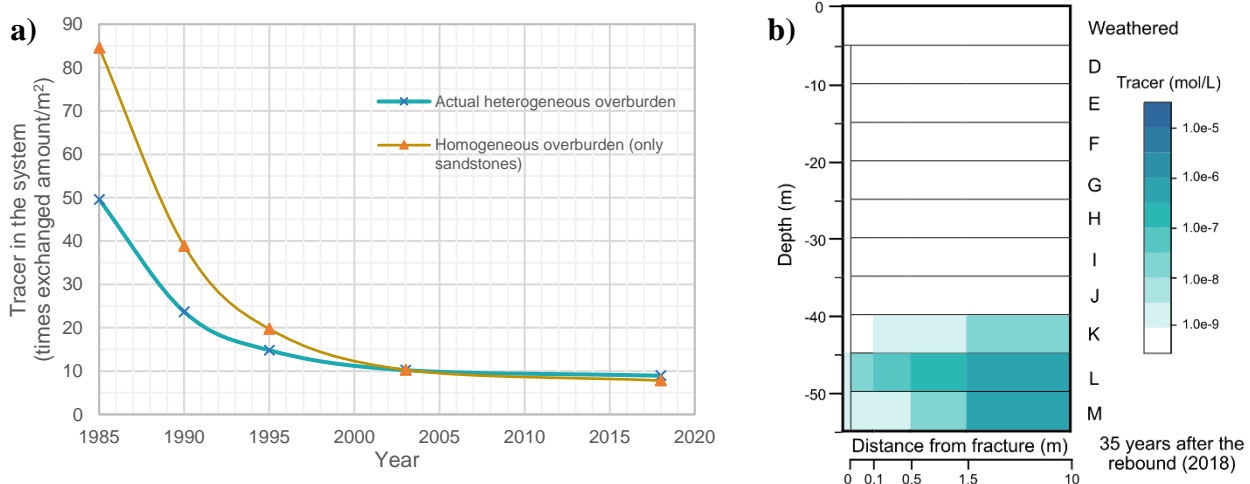 a)
90
80
70
60
50
40
30
20
10
0
Tracer in the system
(times exchanged amount/m²)
Actual heterogeneous overburden
Homogeneous overburden (only
sandstones)
1985 1990 1995 2000 2005 2010 2015 2020
Year
b)
0
-10
-20
-30
-40
-50
Depth (m)
Weathered
D
E
F
G
H
I
J
K
L
M
Tracer (mol/L)
1.0e-5
1.0e-6
1.0e-7
1.0e-8
1.0e-9
Distance from fracture (m)
0 0.1 0.5 1.5 10
35 years after the
rebound (2018)